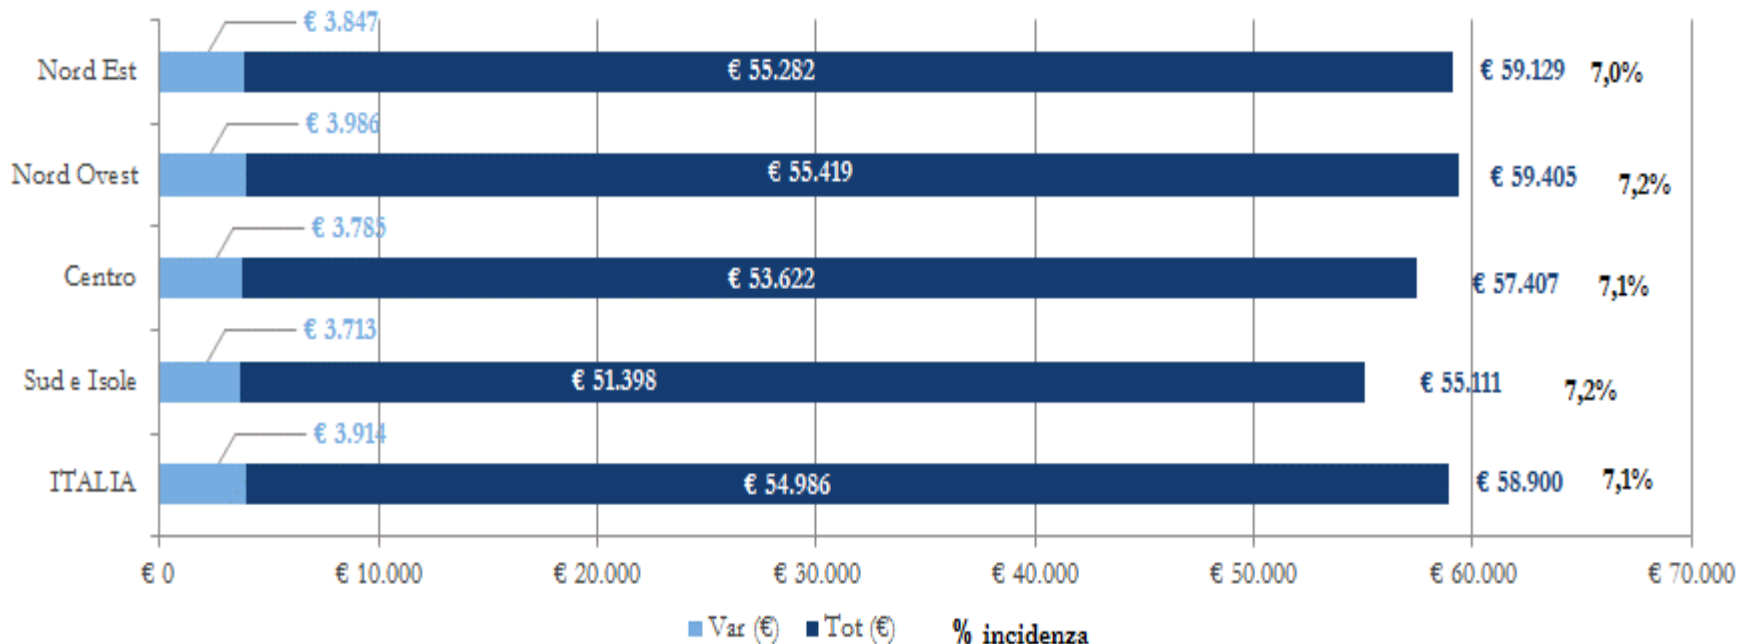 € 3.847
Nord Est € 55.282 € 59.129 7,0%
€ 3.986
Nord Ovest € 55.419 € 59.405 7,2%
€ 3.785
Centro € 53.622 € 57.407 7,1%
€ 3.713
Sud e Isole € 51.398 € 55.111 7,2%
€ 3.914
ITALIA € 54.986 € 58.900 7,1%
€ 0 € 10.000 € 20.000 € 30.000 € 40.000 € 50.000 € 60.000 € 70.000
Var (€) Tot (€) % incidenza